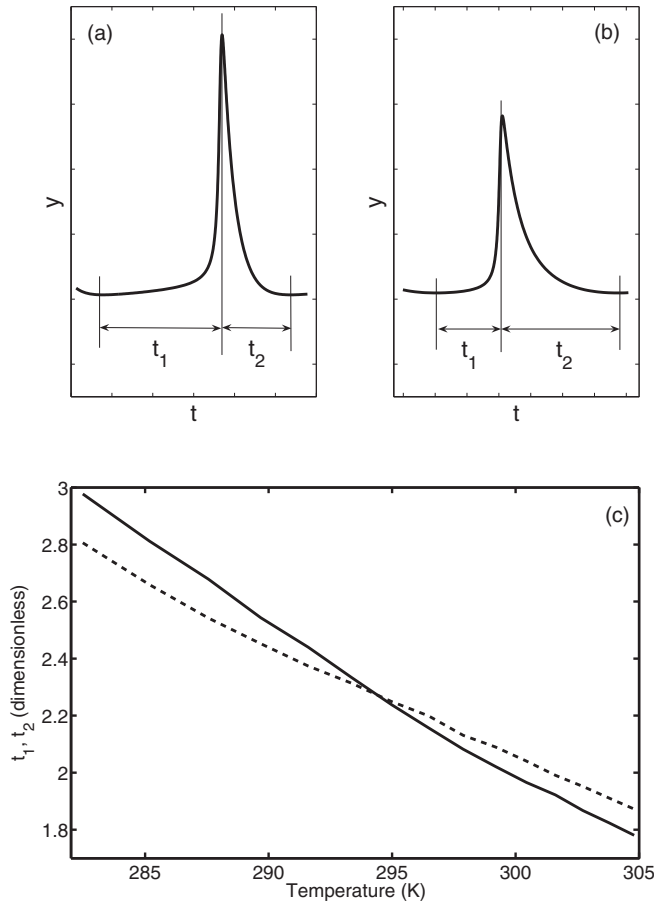 (a)
y
t₁
t₂
t
(b)
y
t₁
t₂
t
(c)
t₁, t₂ (dimensionless)
3
2.8
2.6
2.4
2.2
2
1.8
285 290 295 300 305
Temperature (K)